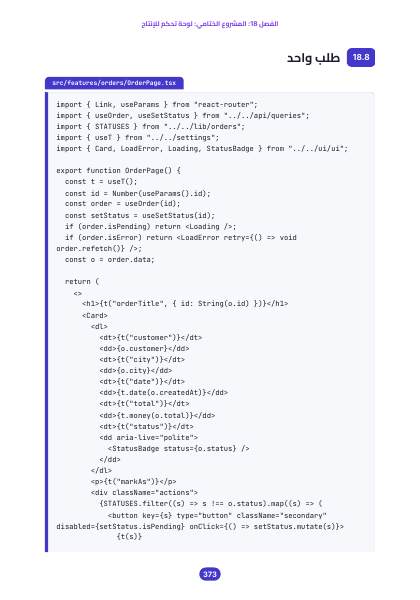 الفصل 18: المشروع الختامي: لوحة تحكم للإنتاج
18.8 طلب واحد
src/features/orders/OrderPage.tsx
import { Link, useParams } from "react-router";
import { useOrder, useSetStatus } from "../../api/queries";
import { STATUSES } from "../../lib/orders";
import { useT } from "../../settings";
import { Card, LoadError, Loading, StatusBadge } from "../../ui/ui";

export function OrderPage() {
  const t = useT();
  const id = Number(useParams().id);
  const order = useOrder(id);
  const setStatus = useSetStatus(id);
  if (order.isPending) return <Loading />;
  if (order.isError) return <LoadError retry={() => void
order.refetch()} />;
  const o = order.data;

  return (
    <>
      <h1>{t("orderTitle", { id: String(o.id) })}</h1>
      <Card>
        <dl>
          <dt>{t("customer")}</dt>
          <dd>{o.customer}</dd>
          <dt>{t("city")}</dt>
          <dd>{o.city}</dd>
          <dt>{t("date")}</dt>
          <dd>{t.date(o.createdAt)}</dd>
          <dt>{t("total")}</dt>
          <dd>{t.money(o.total)}</dd>
          <dt>{t("status")}</dt>
          <dd aria-live="polite">
            <StatusBadge status={o.status} />
          </dd>
        </dl>
        <p>{t("markAs")}</p>
        <div className="actions">
          {STATUSES.filter((s) => s !== o.status).map((s) => (
            <button key={s} type="button" className="secondary"
disabled={setStatus.isPending} onClick={() => setStatus.mutate(s)}>
              {t(s)}
373